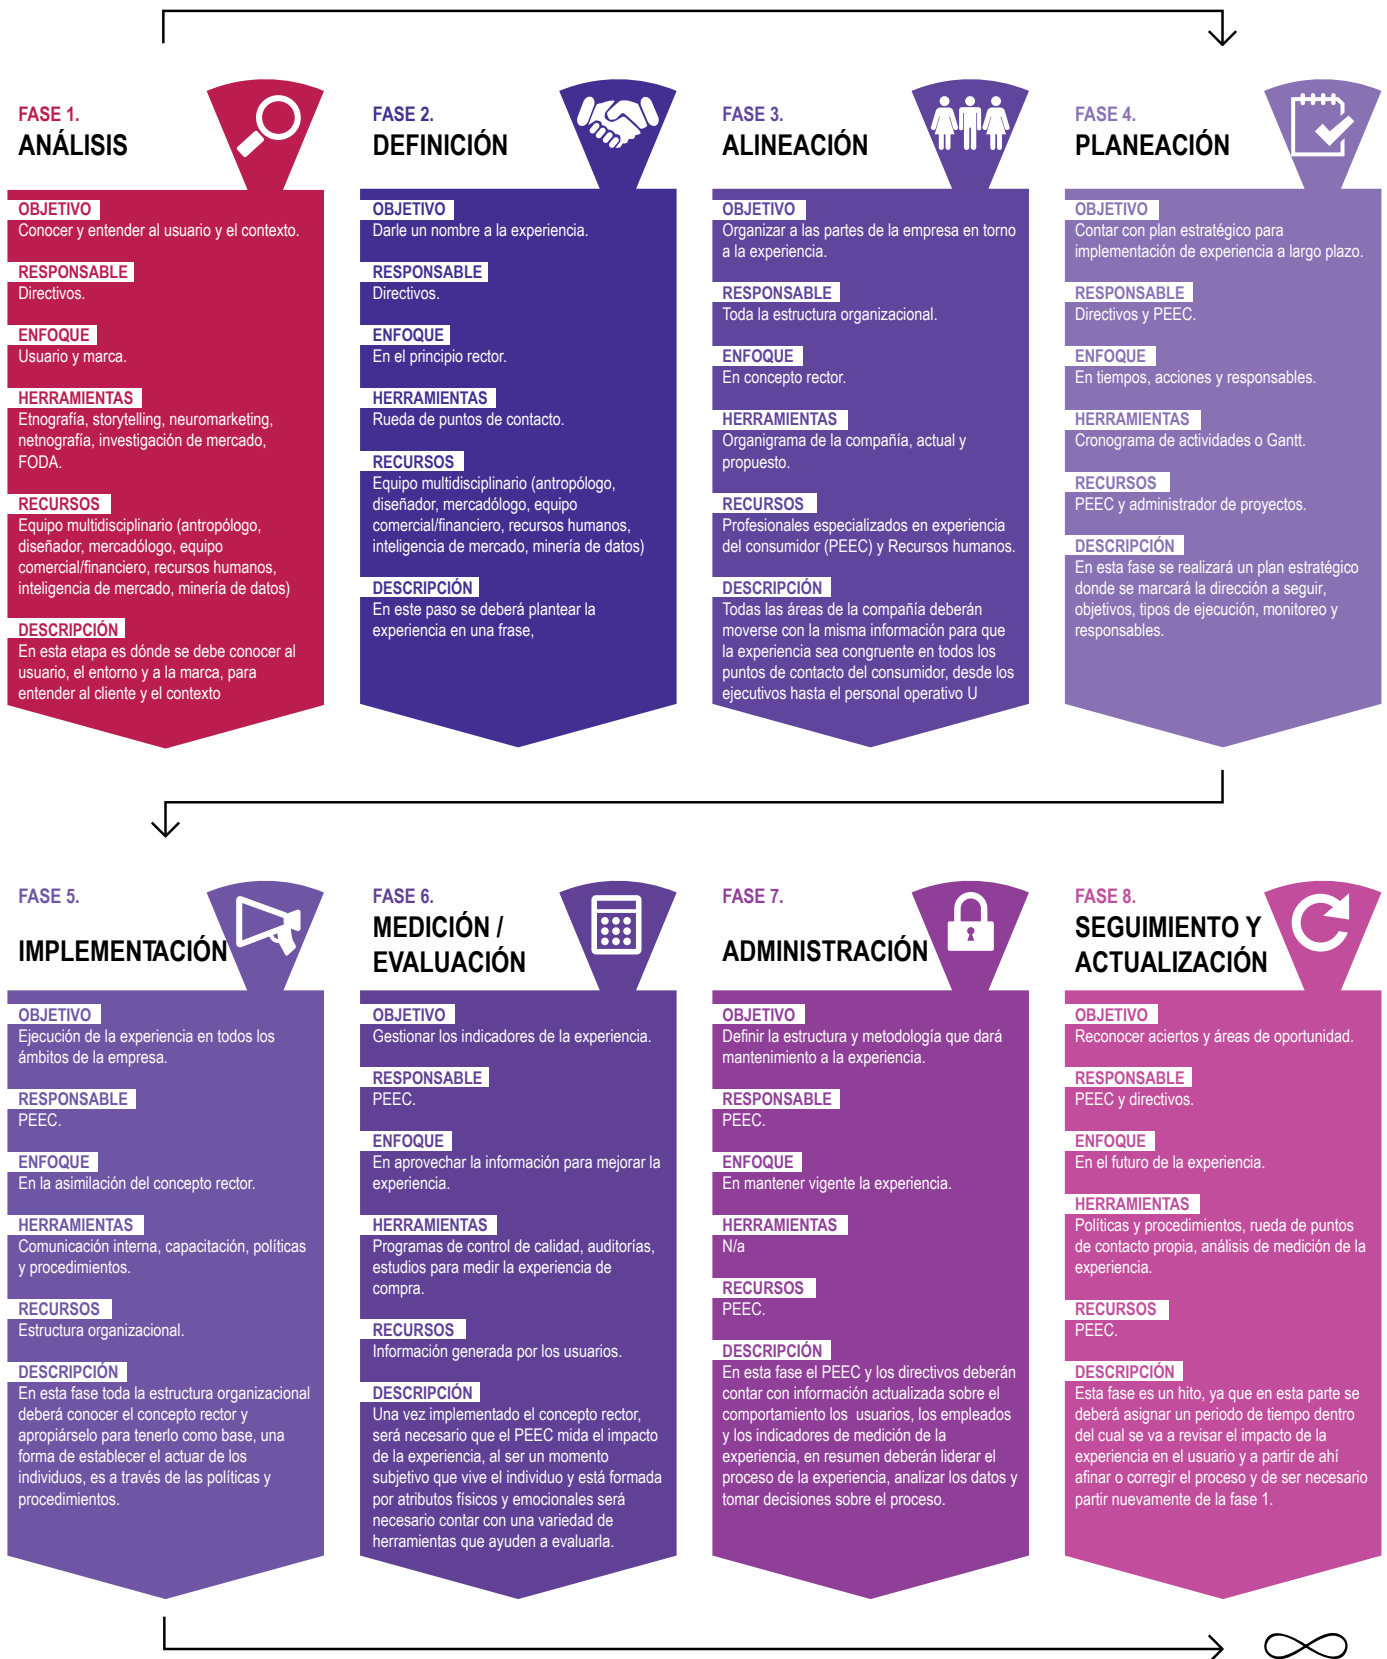 FASE 1.
ANÁLISIS
OBJETIVO
Conocer y entender al usuario y el contexto.
RESPONSABLE
Directivos.
ENFOQUE
Usuario y marca.
HERRAMIENTAS
Etnografía, storytelling, neuromarketing,
netnografía, investigación de mercado,
FODA.
RECURSOS
Equipo multidisciplinario (antropólogo,
diseñador, mercadólogo, equipo
comercial/financiero, recursos humanos,
inteligencia de mercado, minería de datos)
DESCRIPCIÓN
En esta etapa es dónde se debe conocer al
usuario, el entorno y a la marca, para
entender al cliente y el contexto
FASE 2.
DEFINICIÓN
OBJETIVO
Darle un nombre a la experiencia.
RESPONSABLE
Directivos.
ENFOQUE
En el principio rector.
HERRAMIENTAS
Rueda de puntos de contacto.
RECURSOS
Equipo multidisciplinario (antropólogo,
diseñador, mercadólogo, equipo
comercial/financiero, recursos humanos,
inteligencia de mercado, minería de datos)
DESCRIPCIÓN
En este paso se deberá plantear la
experiencia en una frase,
FASE 3.
ALINEACIÓN
OBJETIVO
Organizar a las partes de la empresa en torno
a la experiencia.
RESPONSABLE
Toda la estructura organizacional.
ENFOQUE
En concepto rector.
HERRAMIENTAS
Organigrama de la compañía, actual y
propuesto.
RECURSOS
Profesionales especializados en experiencia
del consumidor (PEEC) y Recursos humanos.
DESCRIPCIÓN
Todas las áreas de la compañía deberán
moverse con la misma información para que
la experiencia sea congruente en todos los
puntos de contacto del consumidor, desde los
ejecutivos hasta el personal operativo U
FASE 4.
PLANEACIÓN
OBJETIVO
Contar con plan estratégico para
implementación de experiencia a largo plazo.
RESPONSABLE
Directivos y PEEC.
ENFOQUE
En tiempos, acciones y responsables.
HERRAMIENTAS
Cronograma de actividades o Gantt.
RECURSOS
PEEC y administrador de proyectos.
DESCRIPCIÓN
En esta fase se realizará un plan estratégico
donde se marcará la dirección a seguir,
objetivos, tipos de ejecución, monitoreo y
responsables.
FASE 5.
IMPLEMENTACIÓN
OBJETIVO
Ejecución de la experiencia en todos los
ámbitos de la empresa.
RESPONSABLE
PEEC.
ENFOQUE
En la asimilación del concepto rector.
HERRAMIENTAS
Comunicación interna, capacitación, políticas
y procedimientos.
RECURSOS
Estructura organizacional.
DESCRIPCIÓN
En esta fase toda la estructura organizacional
deberá conocer el concepto rector y
apropiárselo para tenerlo como base, una
forma de establecer el actuar de los
individuos, es a través de las políticas y
procedimientos.
FASE 6.
MEDICIÓN /
EVALUACIÓN
OBJETIVO
Gestionar los indicadores de la experiencia.
RESPONSABLE
PEEC.
ENFOQUE
En aprovechar la información para mejorar la
experiencia.
HERRAMIENTAS
Programas de control de calidad, auditorías,
estudios para medir la experiencia de
compra.
RECURSOS
Información generada por los usuarios.
DESCRIPCIÓN
Una vez implementado el concepto rector,
será necesario que el PEEC mida el impacto
de la experiencia, al ser un momento
subjetivo que vive el individuo y está formada
por atributos físicos y emocionales será
necesario contar con una variedad de
herramientas que ayuden a evaluarla.
FASE 7.
ADMINISTRACIÓN
OBJETIVO
Definir la estructura y metodología que dará
mantenimiento a la experiencia.
RESPONSABLE
PEEC.
ENFOQUE
En mantener vigente la experiencia.
HERRAMIENTAS
N/a
RECURSOS
PEEC.
DESCRIPCIÓN
En esta fase el PEEC y los directivos deberán
contar con información actualizada sobre el
comportamiento los usuarios, los empleados
y los indicadores de medición de la
experiencia, en resumen deberán liderar el
proceso de la experiencia, analizar los datos y
tomar decisiones sobre el proceso.
FASE 8.
SEGUIMIENTO Y
ACTUALIZACIÓN
OBJETIVO
Reconocer aciertos y áreas de oportunidad.
RESPONSABLE
PEEC y directivos.
ENFOQUE
En el futuro de la experiencia.
HERRAMIENTAS
Políticas y procedimientos, rueda de puntos
de contacto propia, análisis de medición de la
experiencia.
RECURSOS
PEEC.
DESCRIPCIÓN
Esta fase es un hito, ya que en esta parte se
deberá asignar un periodo de tiempo dentro
del cual se va a revisar el impacto de la
experiencia en el usuario y a partir de ahí
afinar o corregir el proceso y de ser necesario
partir nuevamente de la fase 1.